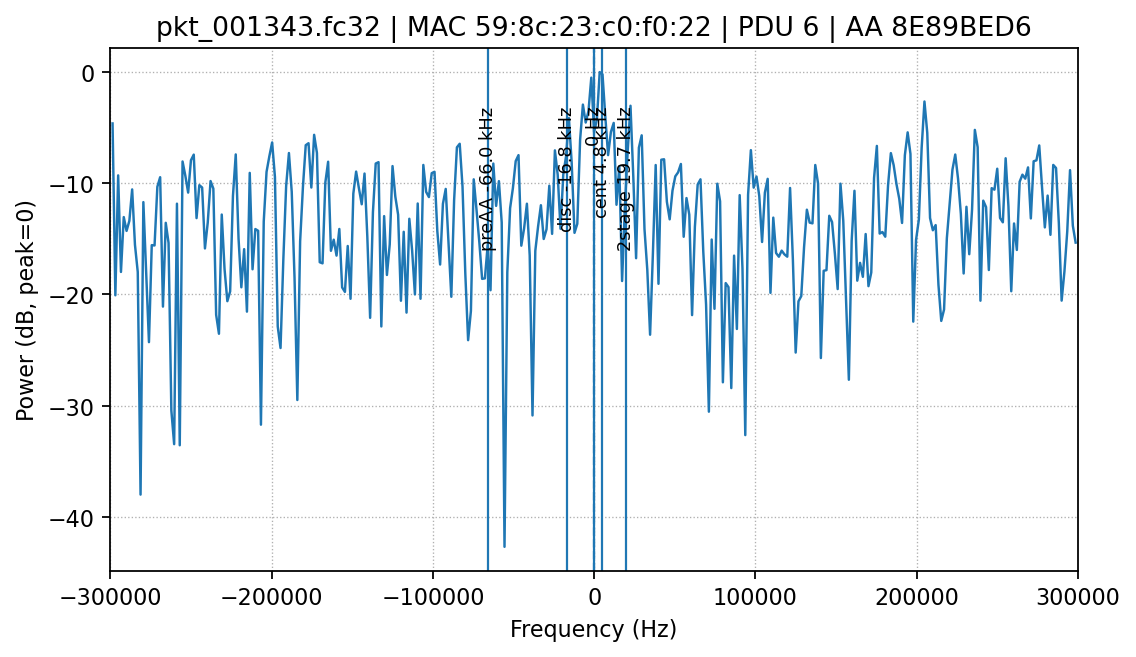 pkt_001343.fc32 | MAC 59:8c:23:c0:f0:22 | PDU 6 | AA 8E89BED6
Power (dB, peak=0)
0
−10
−20
−30
−40
preAA -66.0 kHz
disc -16.8 kHz
0 Hz
cent 4.8 kHz
2stage 19.7 kHz
−300000
−200000
−100000
0
100000
200000
300000
Frequency (Hz)